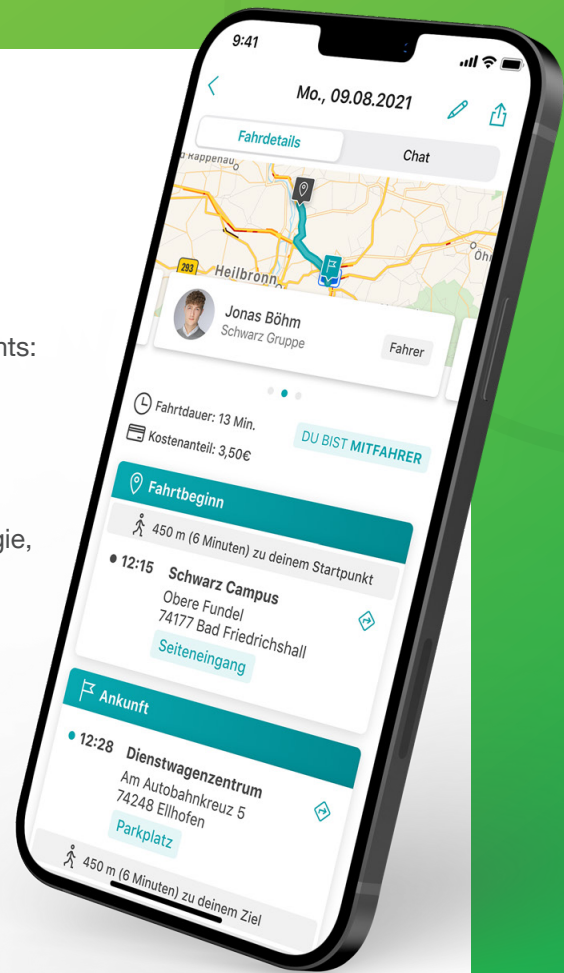 9:41
Mo., 09.08.2021
Fahrdetails
Chat
Rappenau
293
Heilbronn
Jonas Böhm
Schwarz Gruppe
Fahrer
Fahrtdauer: 13 Min.
Kostenanteil: 3,50€
DU BIST MITFAHRER
Fahrtbeginn
450 m (6 Minuten) zu deinem Startpunkt
12:15 Schwarz Campus
Obere Fundel
74177 Bad Friedrichshall
Seiteneingang
Ankunft
12:28 Dienstwagenzentrum
Am Autobahnkreuz 5
74248 Ellhofen
Parkplatz
450 m (6 Minuten) zu deinem Ziel